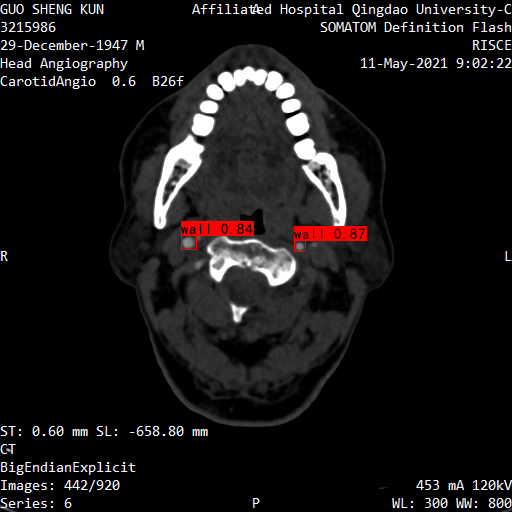 GUO SHENG KUN
3215986
29-December-1947 M
Head Angiography
CarotidAngio 0.6 B26f
A
Affiliated Hospital Qingdao University-C
SOMATOM Definition Flash
RISCE
11-May-2021 9:02:22
wall 0.84
wall 0.87
R
L
ST: 0.60 mm SL: -658.80 mm
CT
BigEndianExplicit
Images: 442/920
Series: 6
P
453 mA 120kV
WL: 300 WW: 800